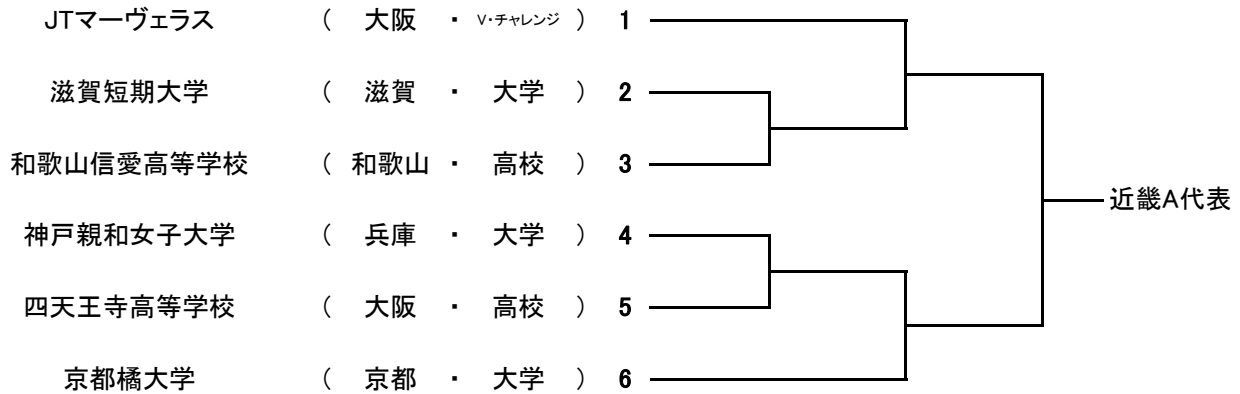 JTマーヴェラス （ 大阪 ・ V・チャレンジ ） 1
滋賀短期大学 （ 滋賀 ・ 大学 ） 2
和歌山信愛高等学校 （ 和歌山 ・ 高校 ） 3
近畿A代表
神戸親和女子大学 （ 兵庫 ・ 大学 ） 4
四天王寺高等学校 （ 大阪 ・ 高校 ） 5
京都橘大学 （ 京都 ・ 大学 ） 6